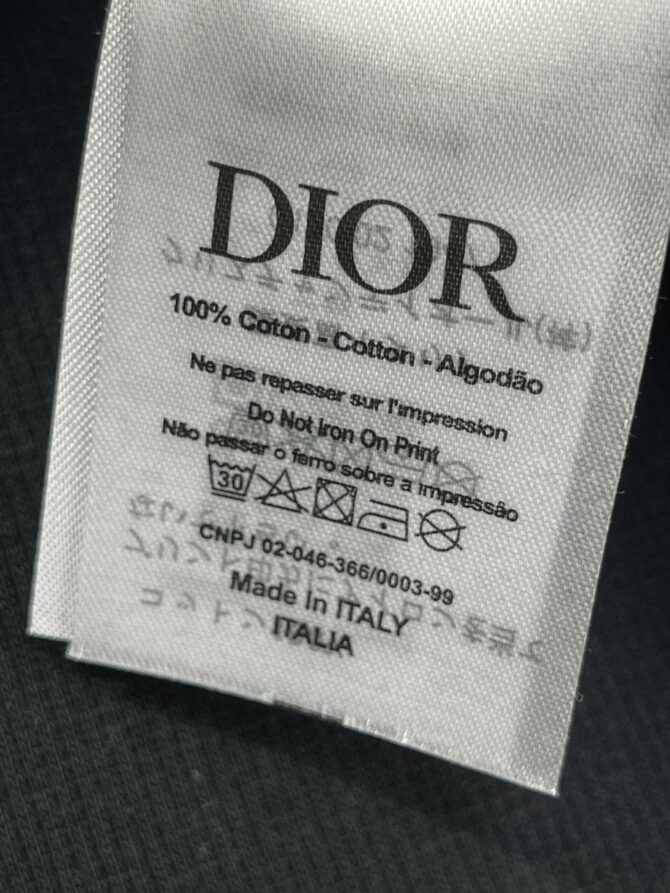 DIOR
100% Coton - Cotton - Algodão
Ne pas repasser sur l'impression
Do Not Iron On Print
Não passar o ferro sobre a impressão
30
CNPJ 02-046-366/0003-99
Made In ITALY
ITALIA